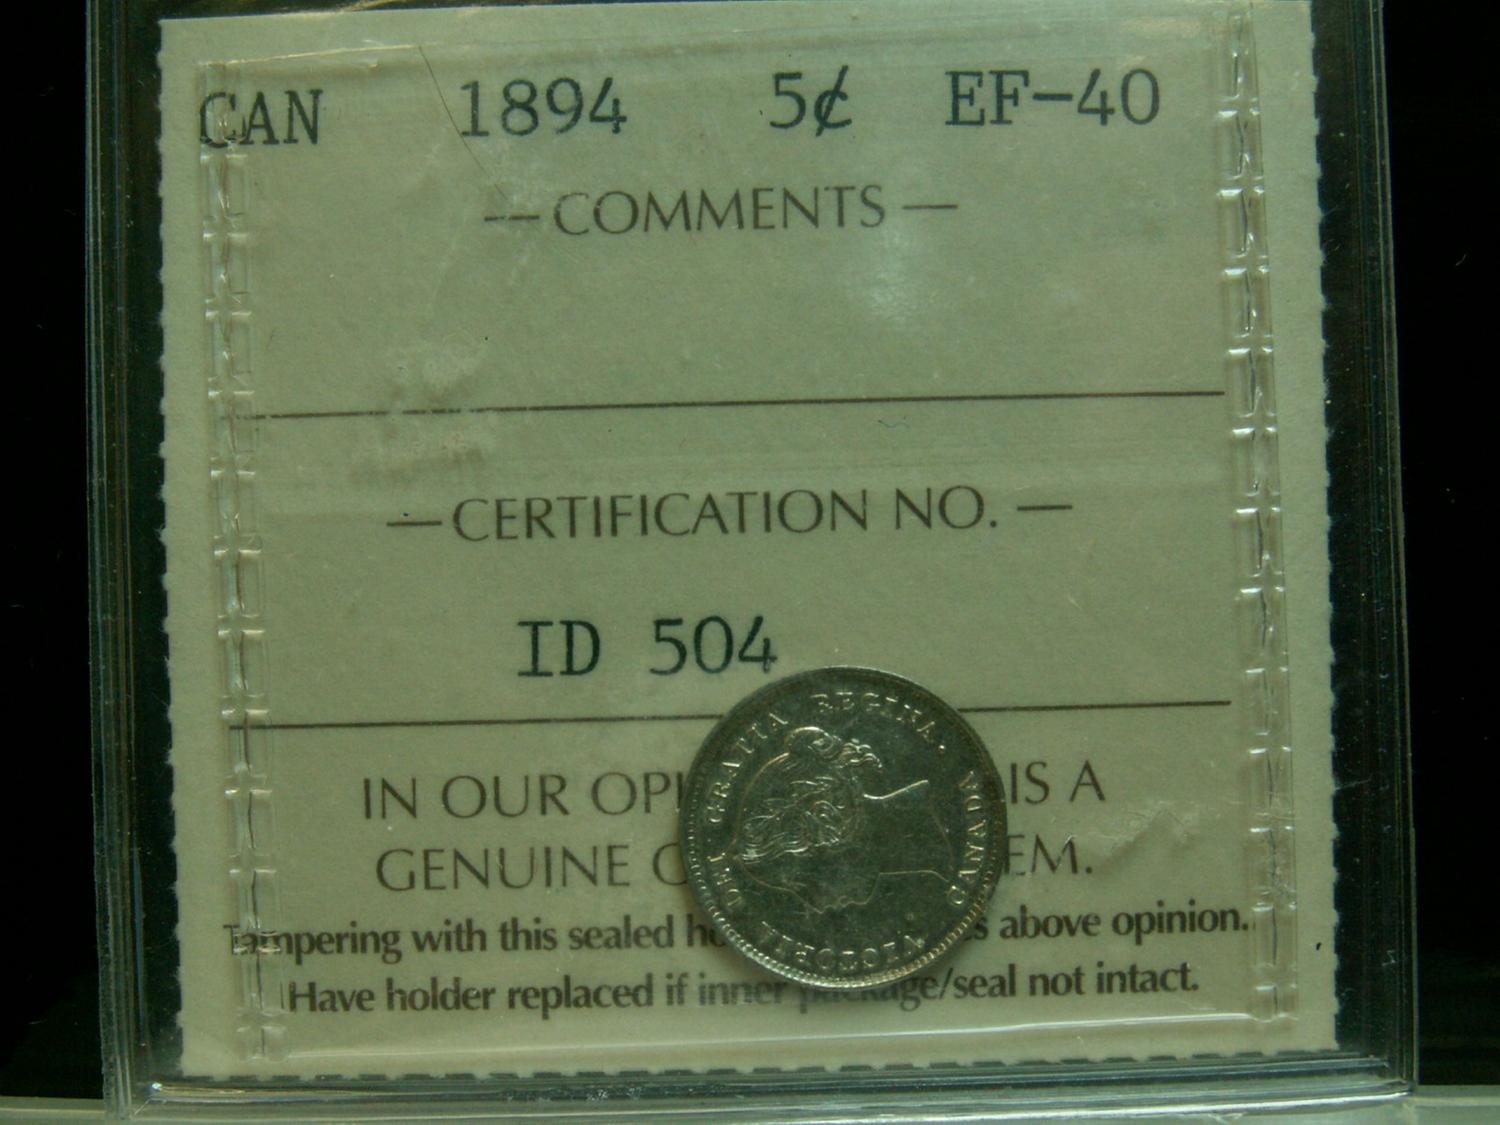 CAN 1894 5¢ EF-40
— COMMENTS —
— CERTIFICATION NO. —
ID 504
IN OUR OPI IS A
GENUINE EM.
Tampering with this sealed above opinion.
Have holder replaced if inner package/seal not intact.
VICTORIA DEI GRATIA REGINA. CANADA